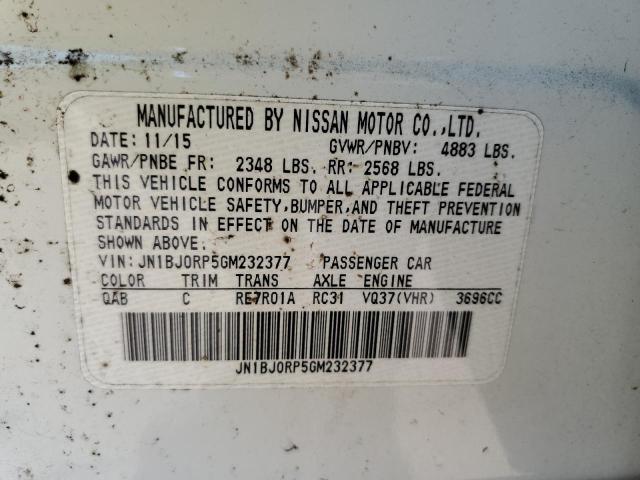 MANUFACTURED BY NISSAN MOTOR CO.,LTD.
DATE: 11/15 GVWR/PNBV: 4883 LBS.
GAWR/PNBE FR: 2348 LBS. RR: 2568 LBS.
THIS VEHICLE CONFORMS TO ALL APPLICABLE FEDERAL
MOTOR VEHICLE SAFETY,BUMPER,AND THEFT PREVENTION
STANDARDS IN EFFECT ON THE DATE OF MANUFACTURE
SHOWN ABOVE.
VIN: JN1BJ0RP5GM232377 PASSENGER CAR
COLOR TRIM TRANS AXLE ENGINE
QAB C RE7R01A RC31 VQ37(VHR) 3696CC
JN1BJ0RP5GM232377